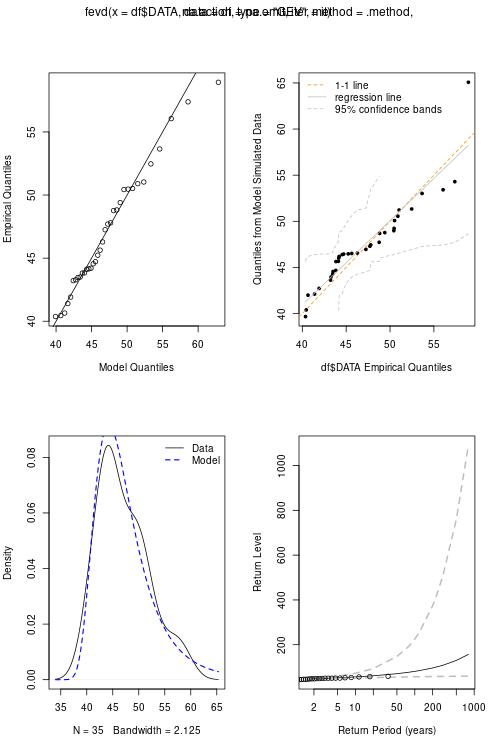 fevd(x = df$DATA,
method = .method,
Empirical Quantiles
40 45 50 55
40 45 50 55 60
Model Quantiles
Quantiles from Model Simulated Data
40 45 50 55 60 65
1-1 line
regression line
95% confidence bands
40 45 50 55
df$DATA Empirical Quantiles
Density
0.00 0.02 0.04 0.06 0.08
Data
Model
35 40 45 50 55 60 65
N = 35 Bandwidth = 2.125
Return Level
200 400 600 800 1000
2 5 10 50 200 1000
Return Period (years)